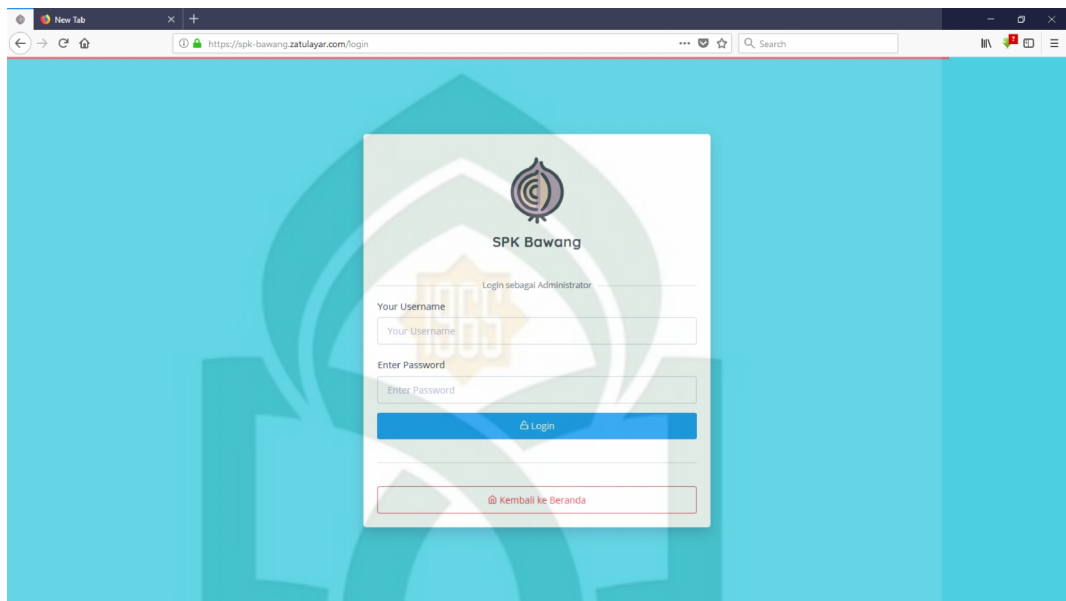 New Tab
https://spk-bawang.zatulayar.com/login
Search
SPK Bawang
Login sebagai Administrator
Your Username
Your Username
Enter Password
Enter Password
Login
Kembali ke Beranda
1965